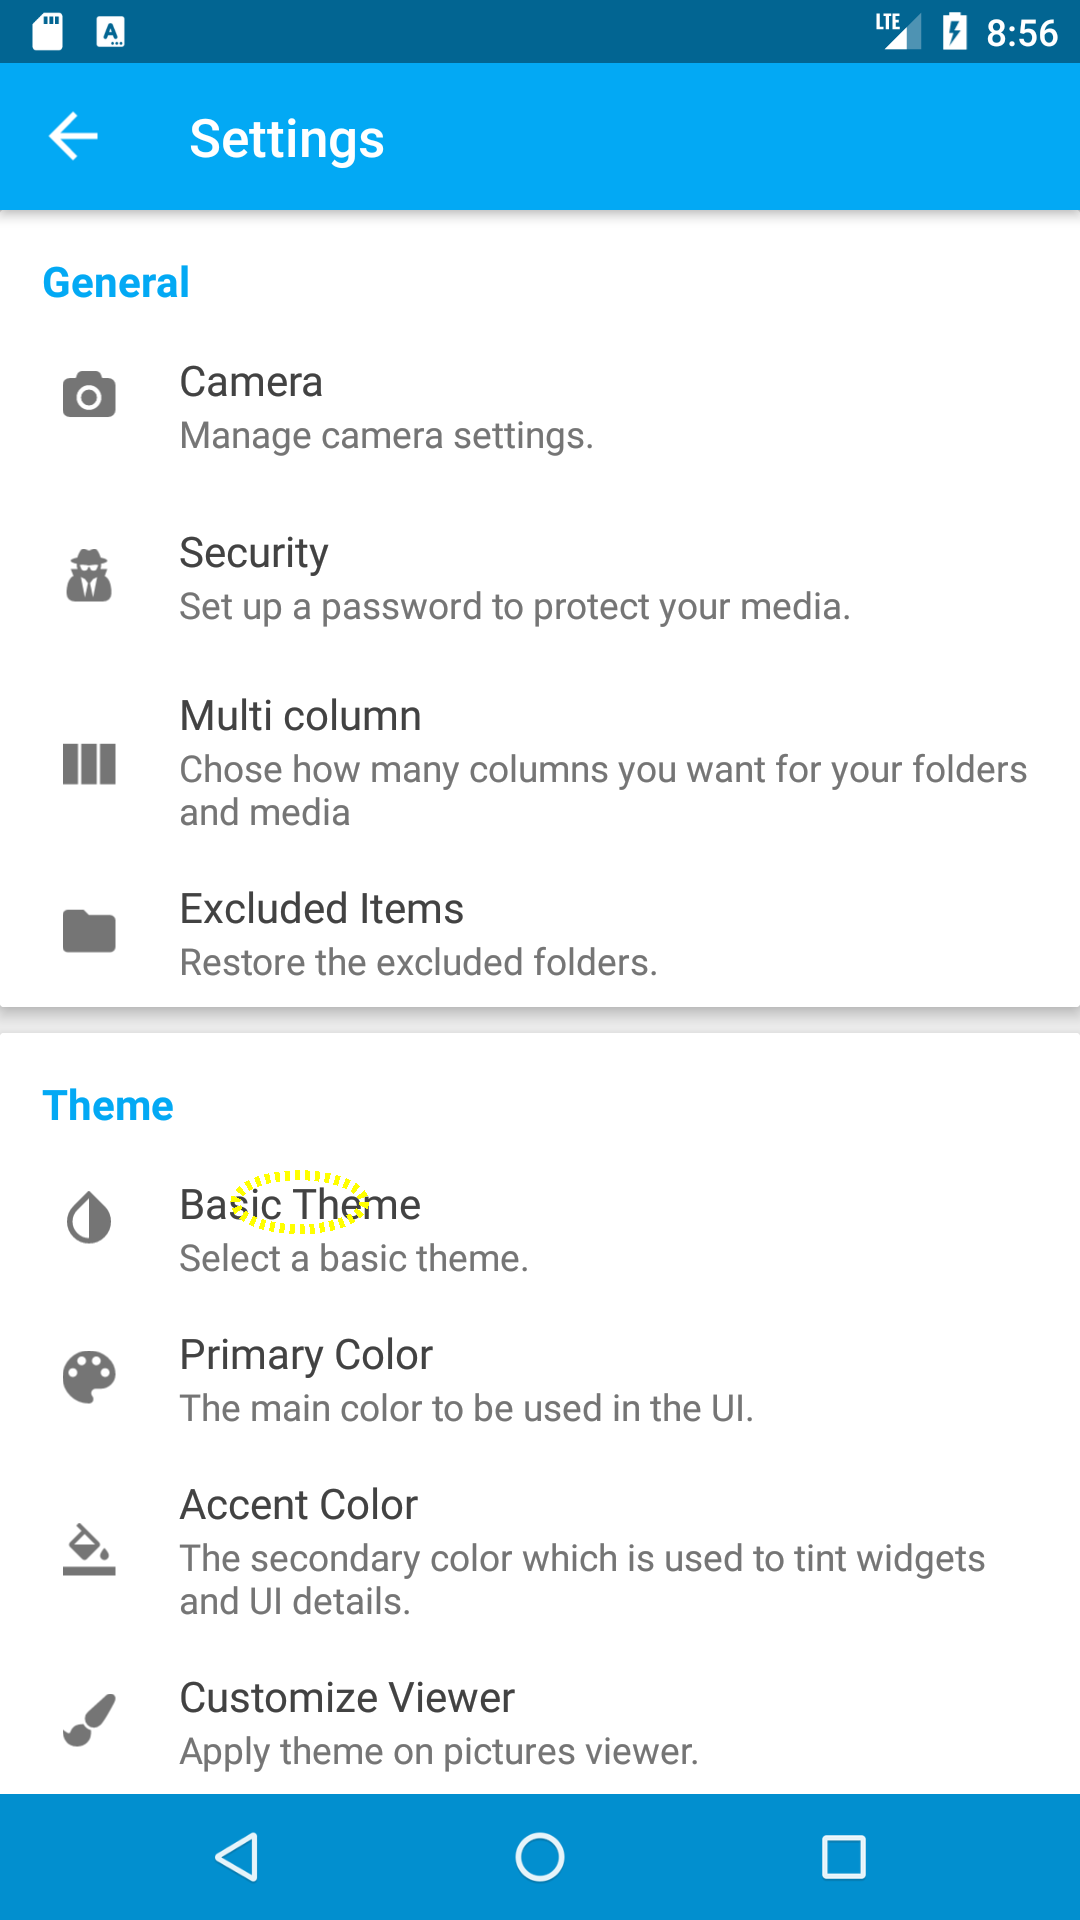 LTE 8:56
Settings
General
Camera
Manage camera settings.
Security
Set up a password to protect your media.
Multi column
Chose how many columns you want for your folders
and media
Excluded Items
Restore the excluded folders.
Theme
Basic Theme
Select a basic theme.
Primary Color
The main color to be used in the UI.
Accent Color
The secondary color which is used to tint widgets
and UI details.
Customize Viewer
Apply theme on pictures viewer.